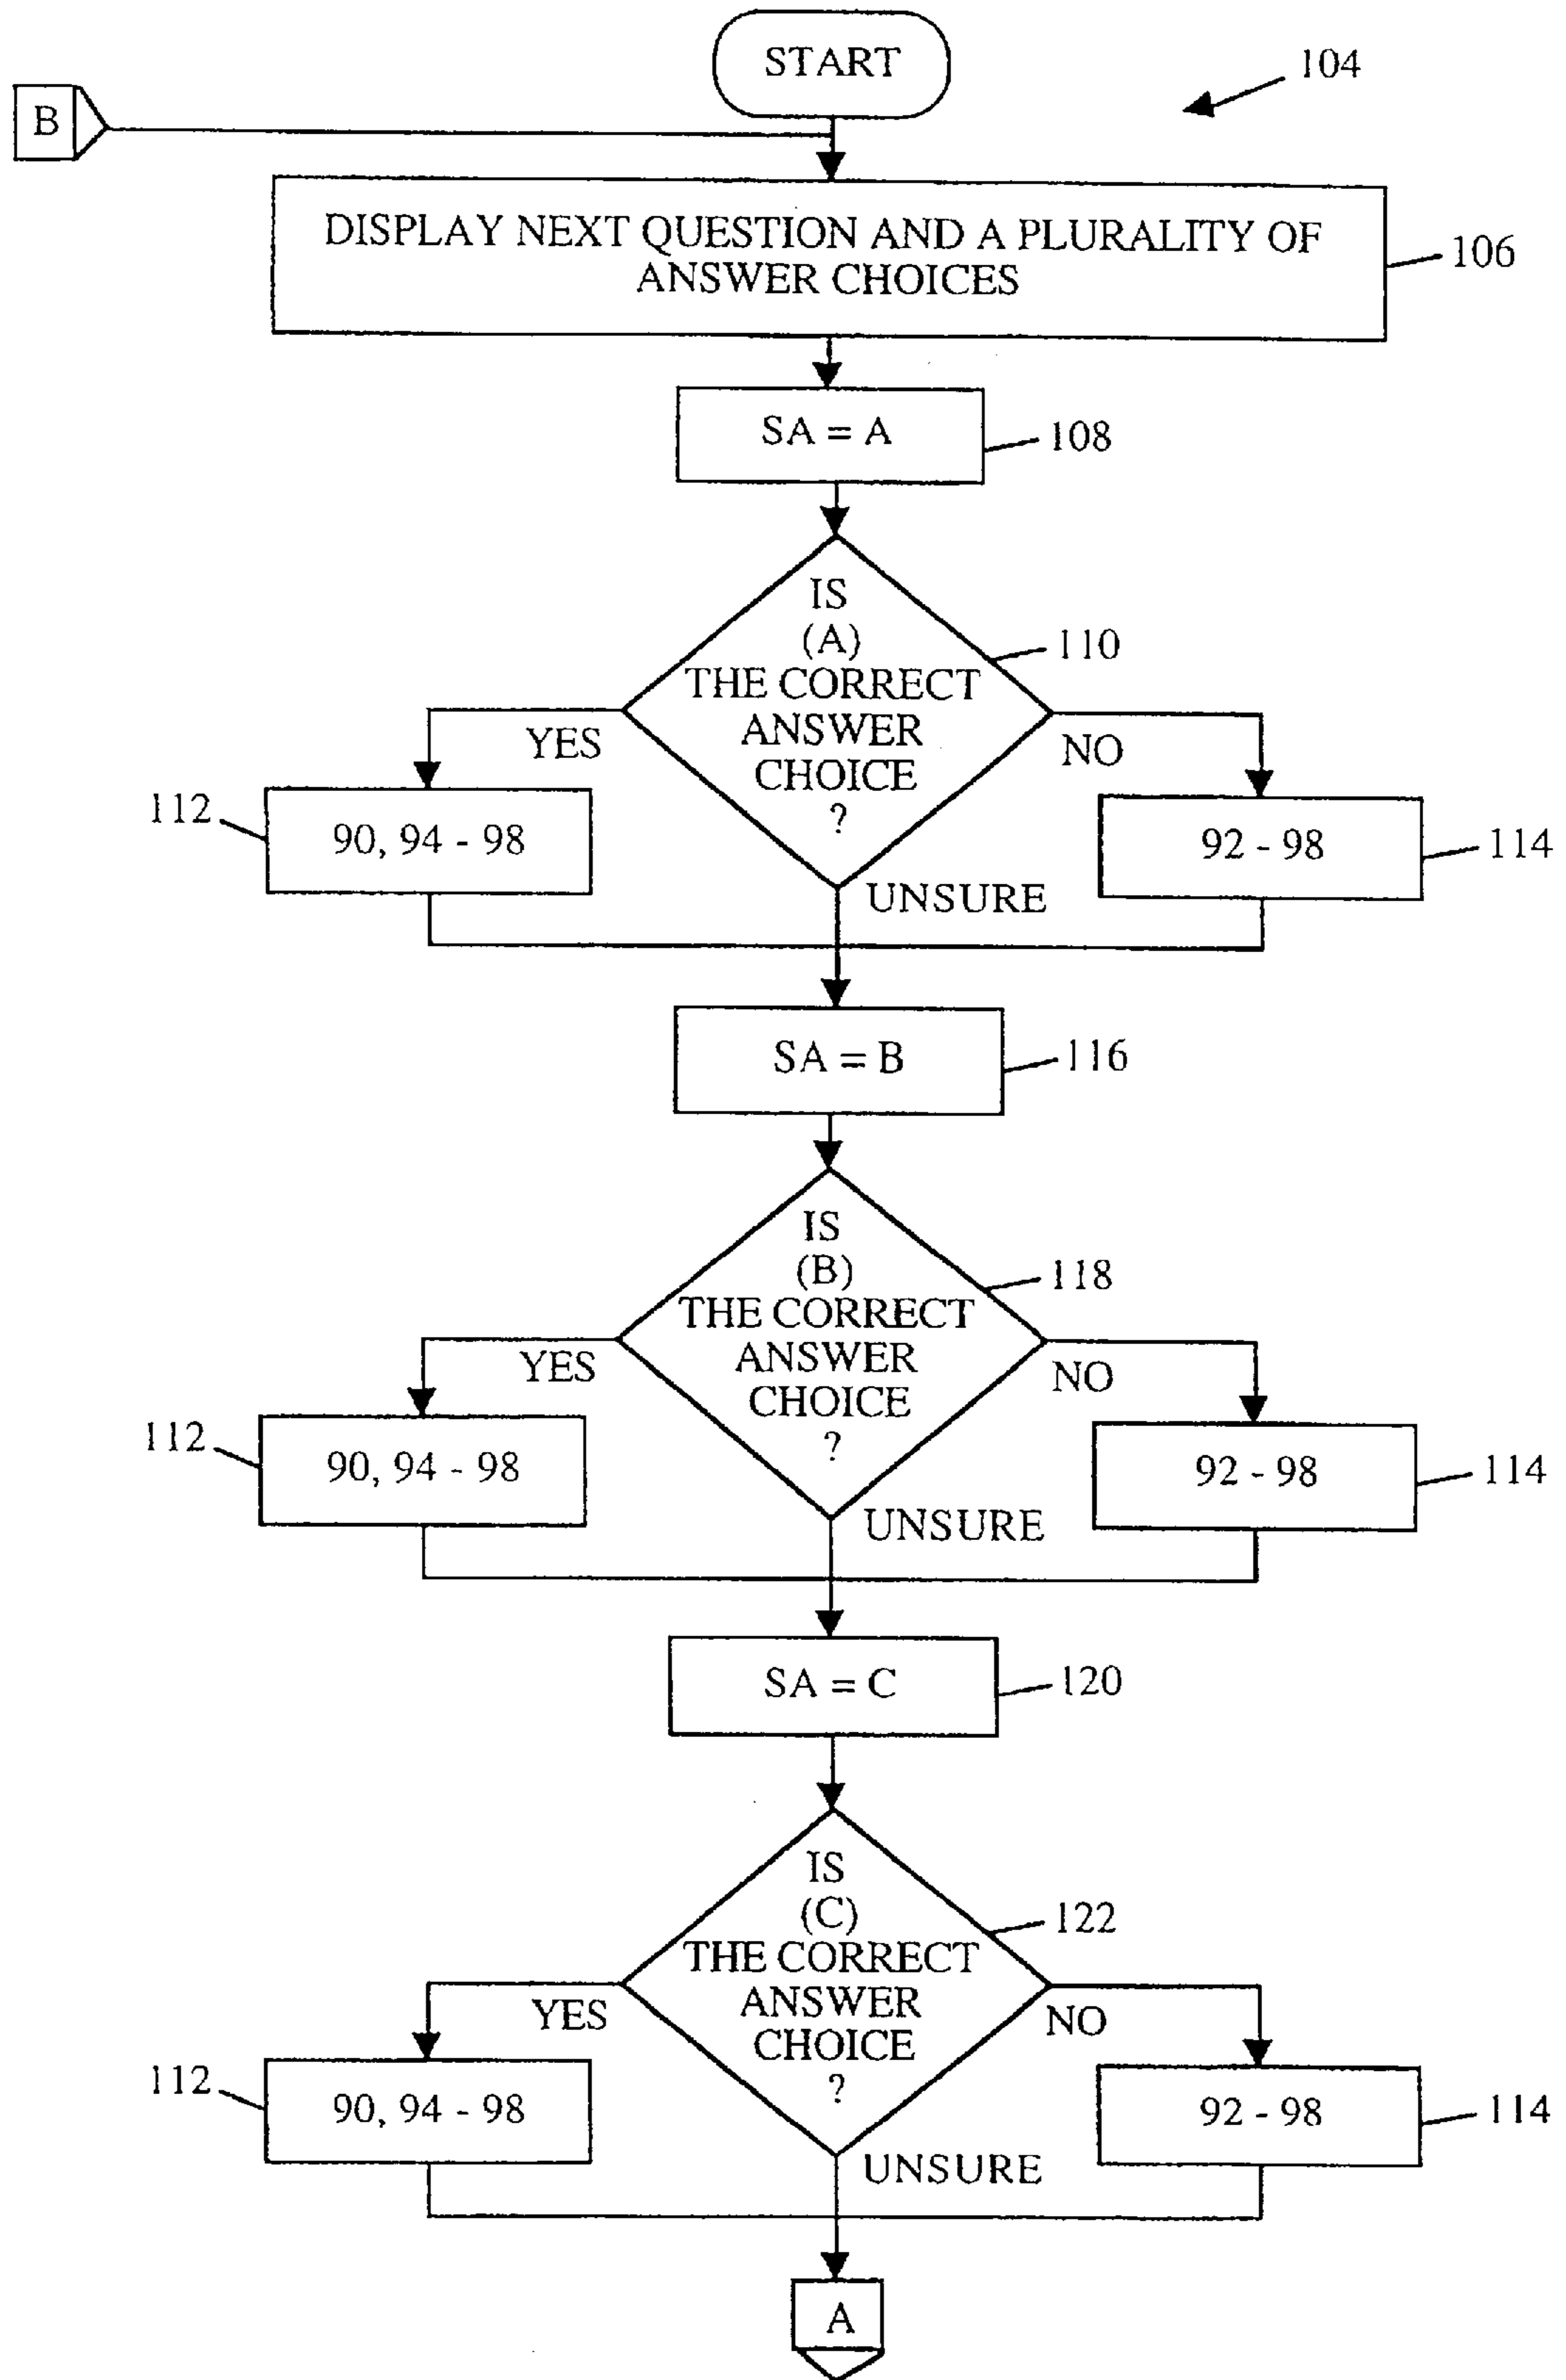 START
104
B
DISPLAY NEXT QUESTION AND A PLURALITY OF
ANSWER CHOICES
106
SA = A
108
IS
(A)
THE CORRECT
ANSWER
CHOICE
?
110
YES
NO
UNSURE
112
90, 94 - 98
92 - 98
114
SA = B
116
IS
(B)
THE CORRECT
ANSWER
CHOICE
?
118
YES
NO
UNSURE
112
90, 94 - 98
92 - 98
114
SA = C
120
IS
(C)
THE CORRECT
ANSWER
CHOICE
?
122
YES
NO
UNSURE
112
90, 94 - 98
92 - 98
114
A